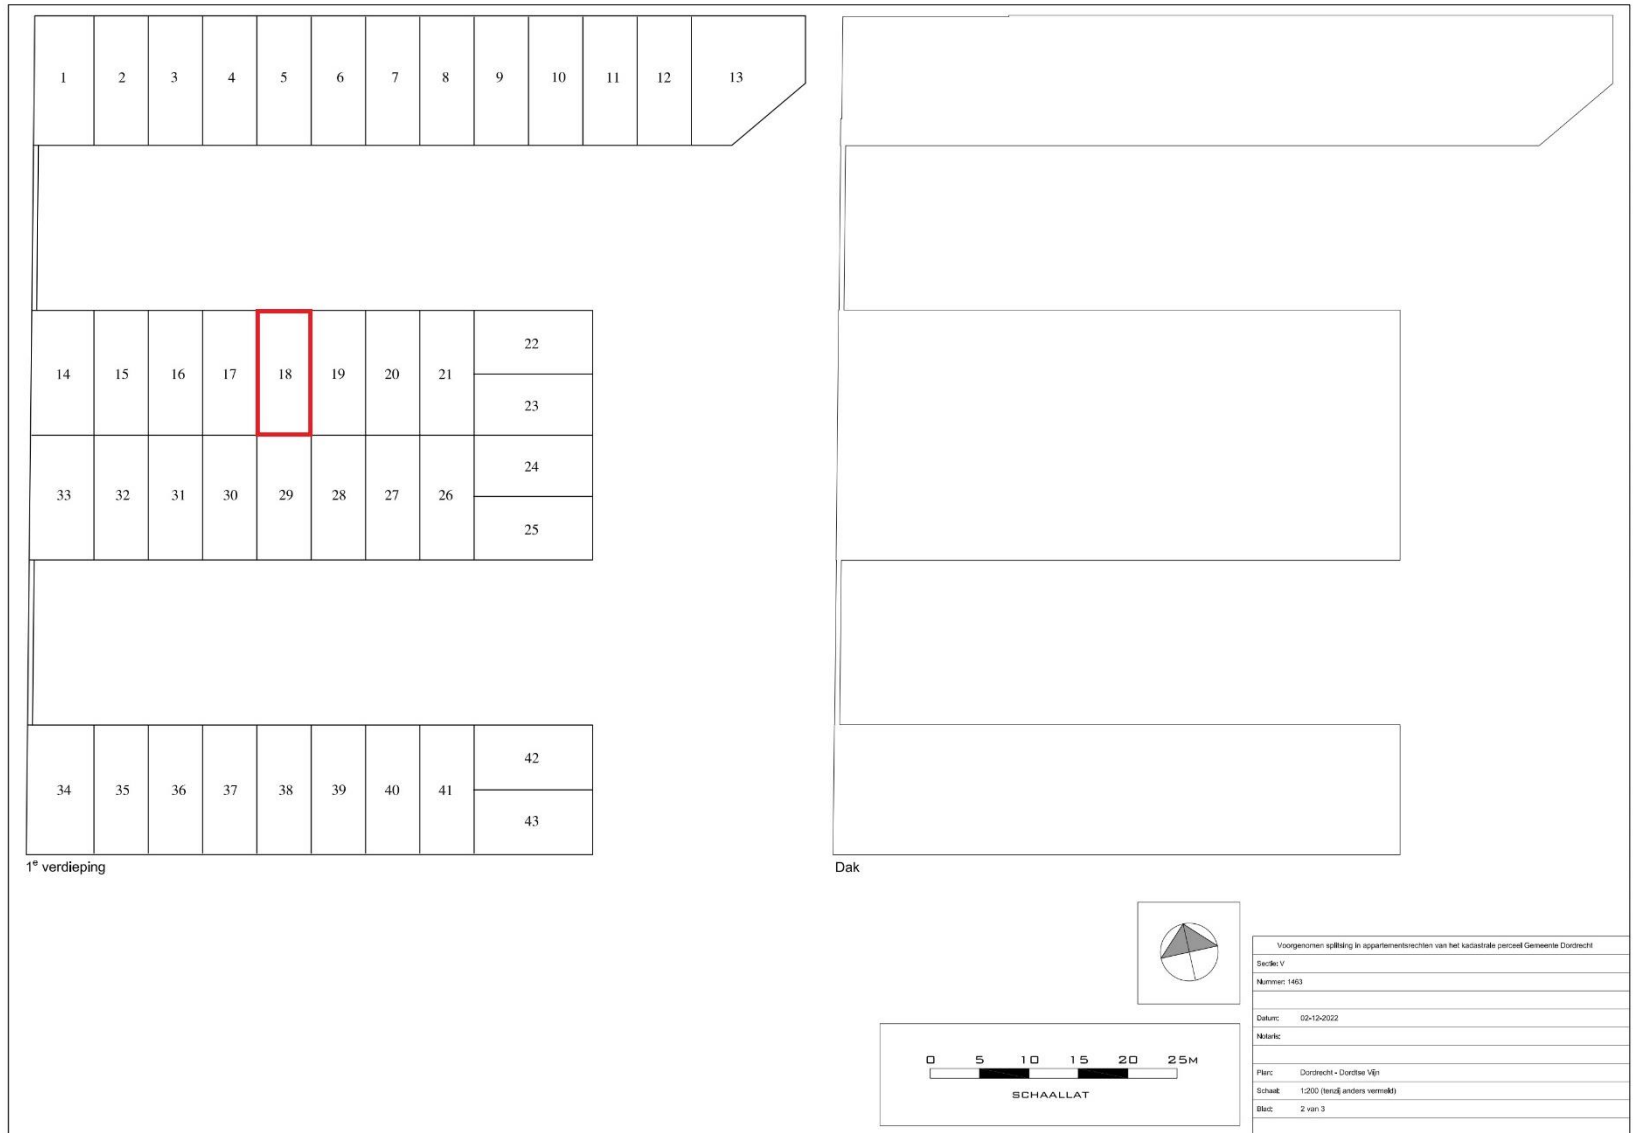 1 2 3 4 5 6 7 8 9 10 11 12 13
22
14 15 16 17 18 19 20 21
23
24
33 32 31 30 29 28 27 26
25
42
34 35 36 37 38 39 40 41
43
1e verdieping
Dak
Voorgenomen splitsing in appartementsrechten van het kadastrale perceel Gemeente Dordrecht
Sectie: V
Nummer: 1463
Datum: 02-12-2022
Notaris:
Plan: Dordrecht - Dordtse Vijn
Schaal: 1:200 (tenzij anders vermeld)
Blad: 2 van 3
0 5 10 15 20 25M
SCHAALLAT